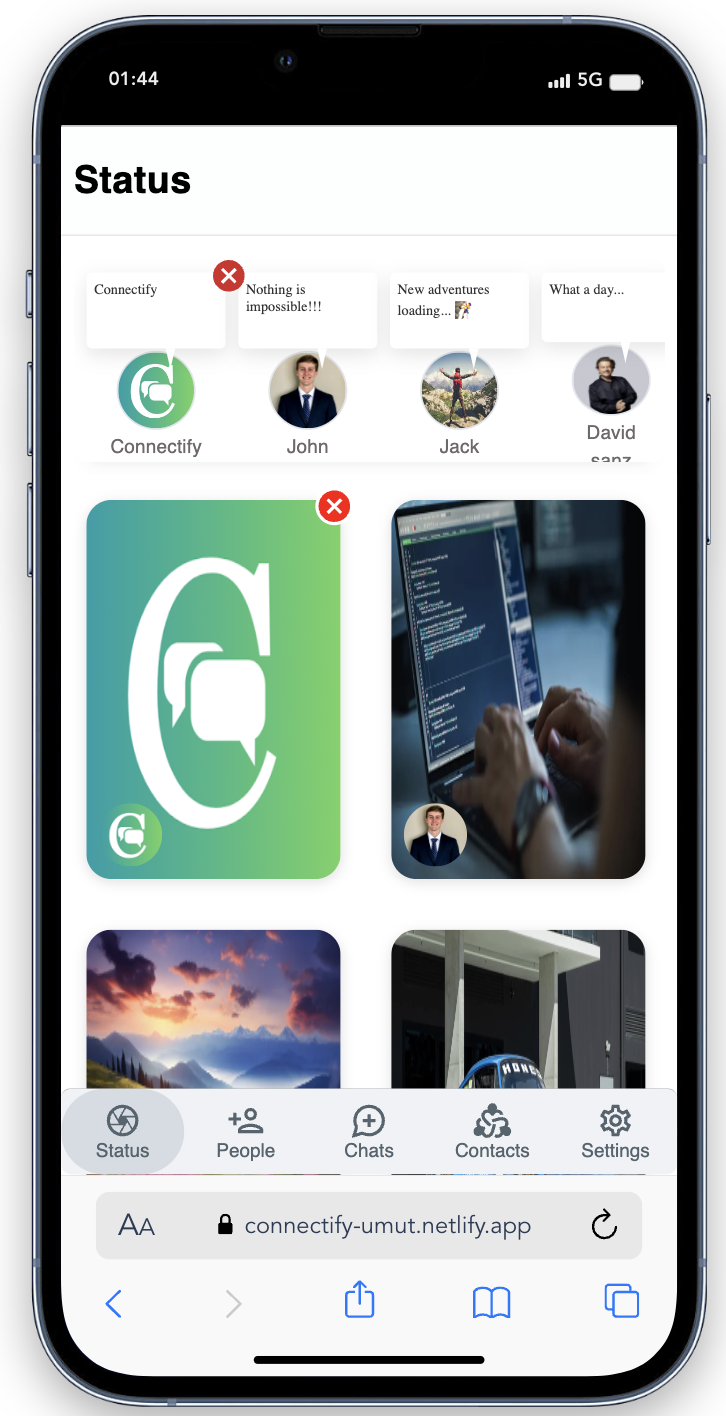 01:44
5G
Status
Connectify
Nothing is
impossible!!!
New adventures
loading...
What a day...
Connectify
John
Jack
David
sanz
HONG
Status
People
Chats
Contacts
Settings
AA
connectify-umut.netlify.app